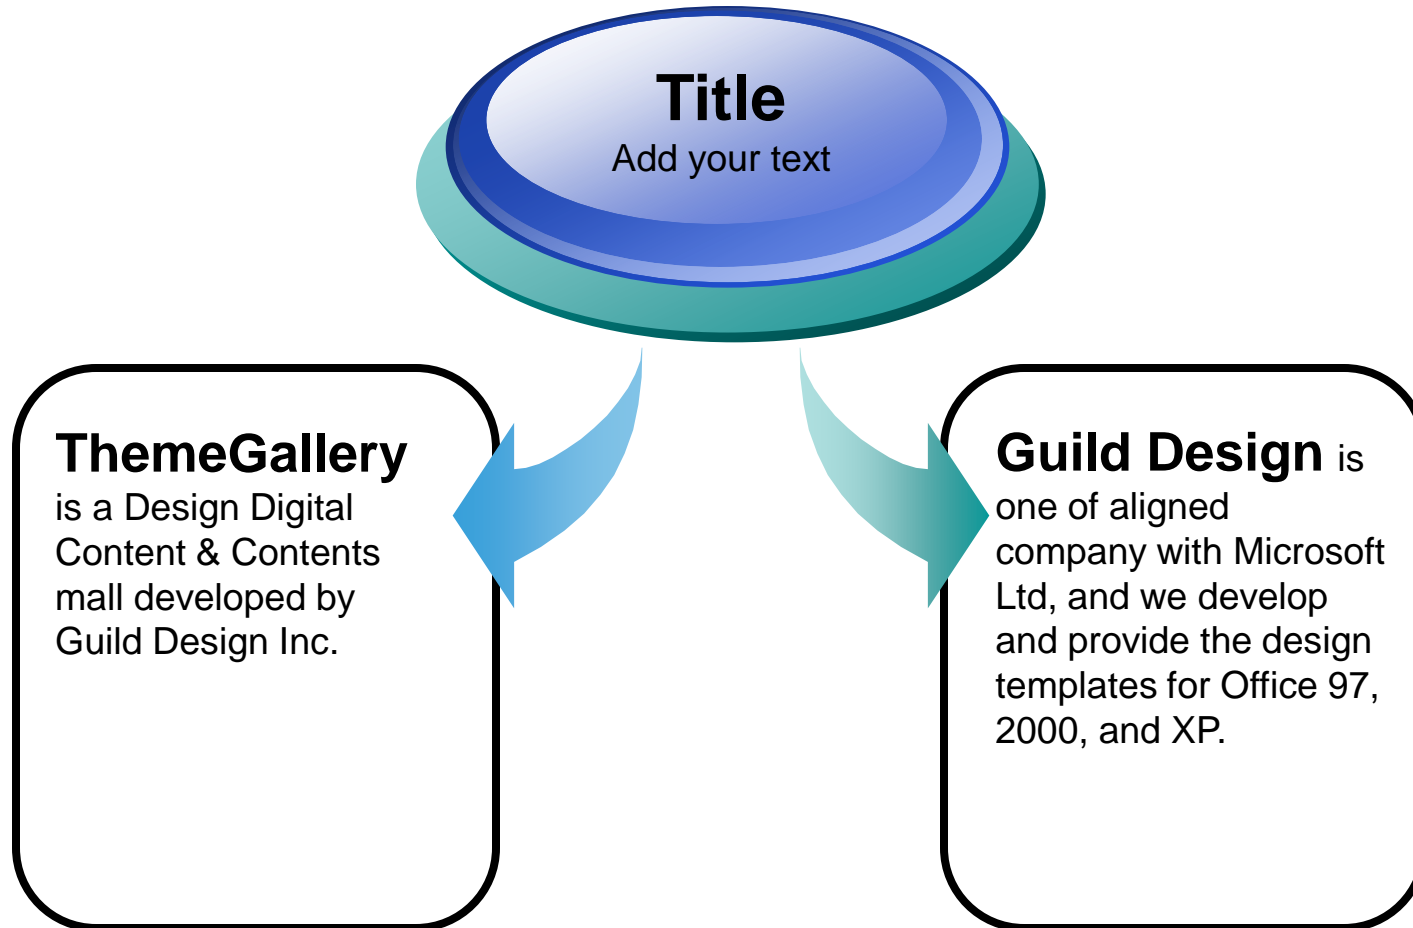 Title
Add your text
ThemeGallery
is a Design Digital
Content & Contents
mall developed by
Guild Design Inc.
Guild Design is
one of aligned
company with Microsoft
Ltd, and we develop
and provide the design
templates for Office 97,
2000, and XP.